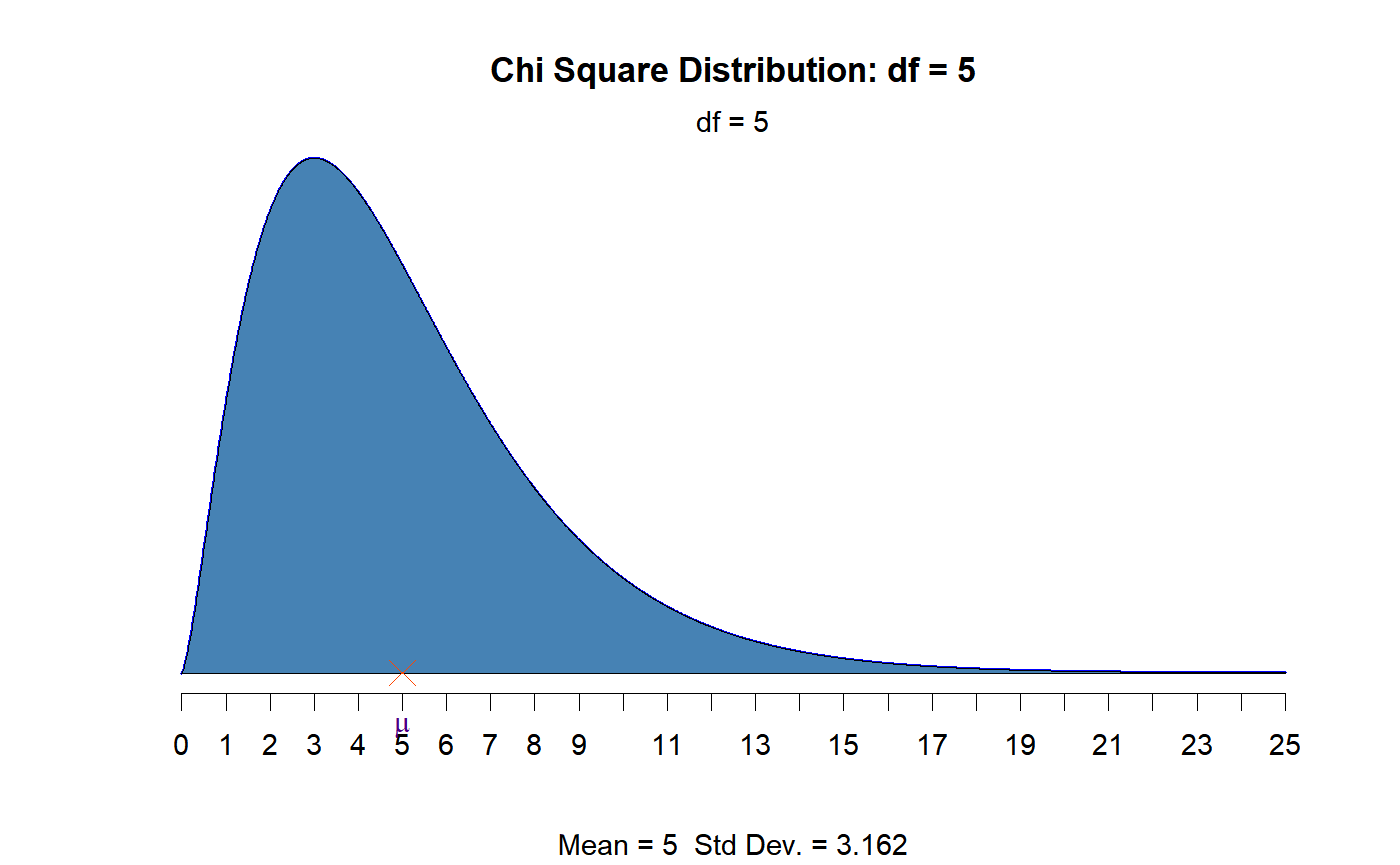 Chi Square Distribution: df = 5
df = 5
μ
0 1 2 3 4 5 6 7 8 9 11 13 15 17 19 21 23 25
Mean = 5 Std Dev. = 3.162